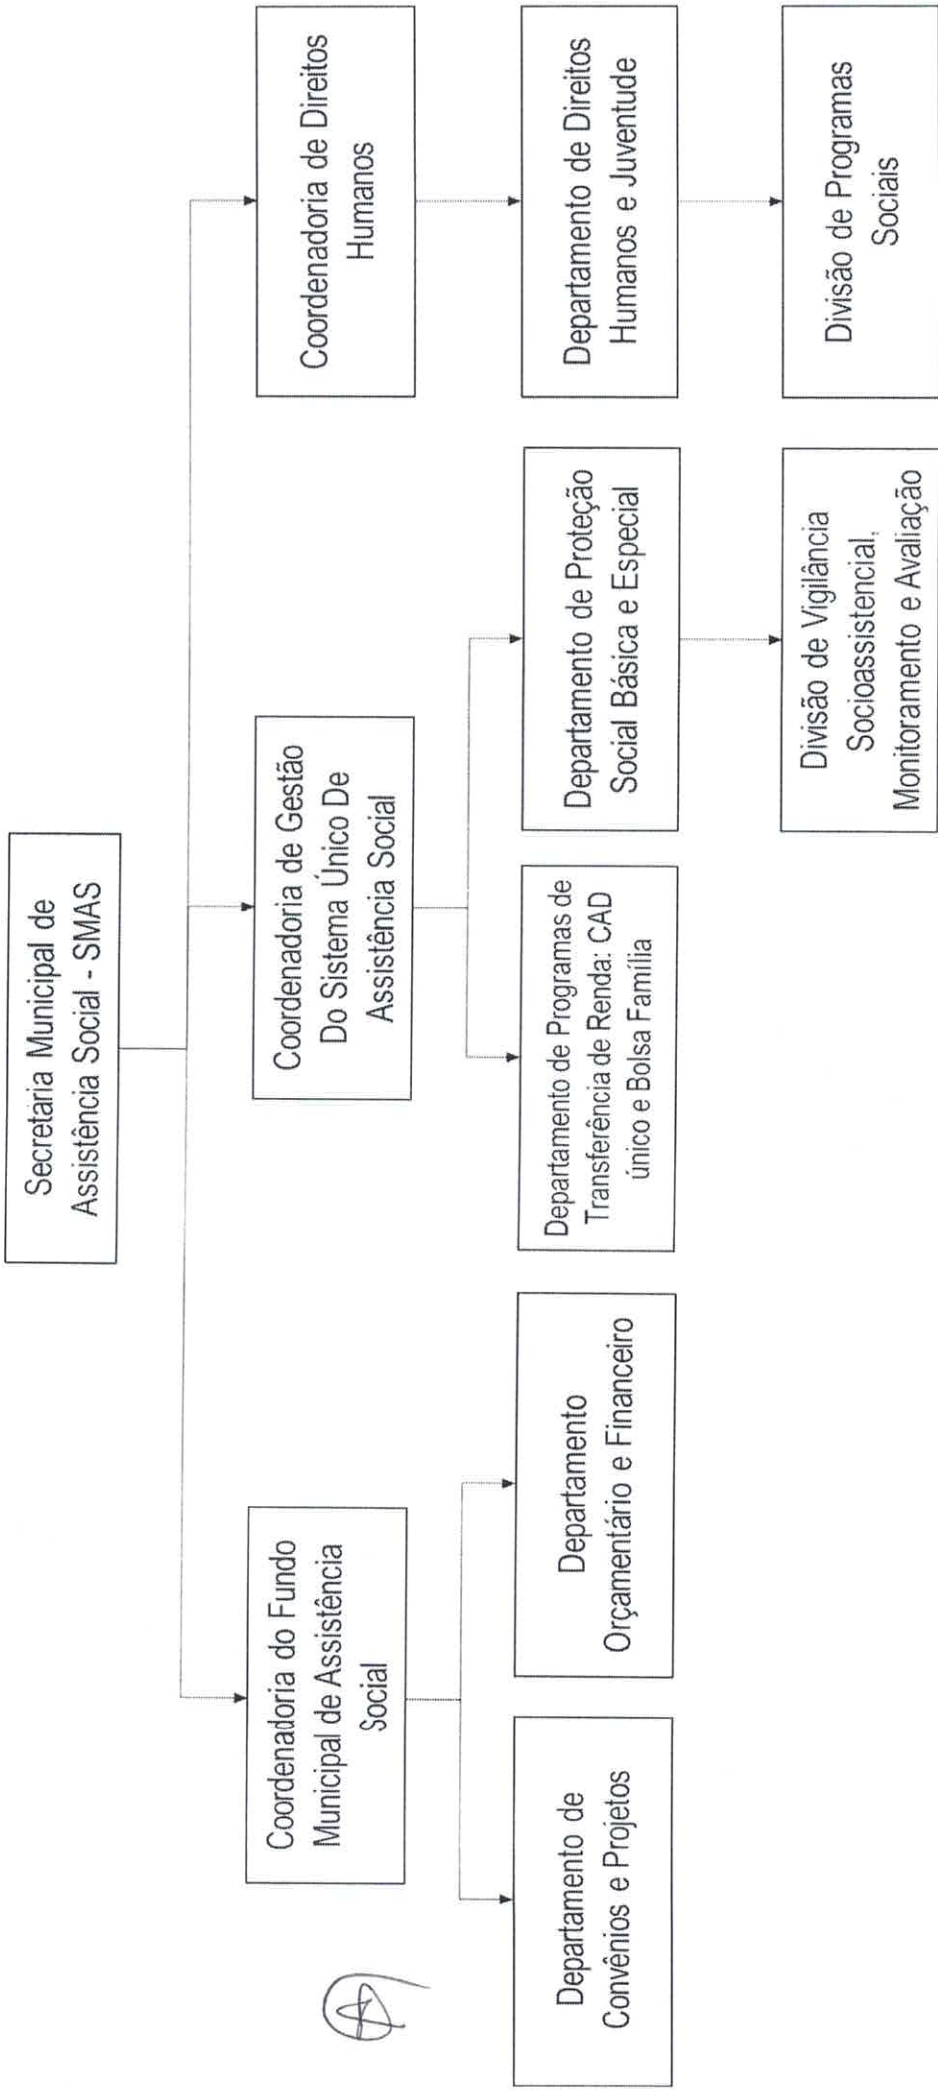 Secretaria Municipal de
Assistência Social - SMAS
Coordenadoria do Fundo
Municipal de Assistência
Social
Coordenadoria de Gestão
Do Sistema Único De
Assistência Social
Coordenadoria de Direitos
Humanos
Departamento de
Convênios e Projetos
Departamento
Orçamentário e Financeiro
Departamento de Programas de
Transferência de Renda: CAD
único e Bolsa Família
Departamento de Proteção
Social Básica e Especial
Departamento de Direitos
Humanos e Juventude
Divisão de Vigilância
Socioassistencial,
Monitoramento e Avaliação
Divisão de Programas
Sociais